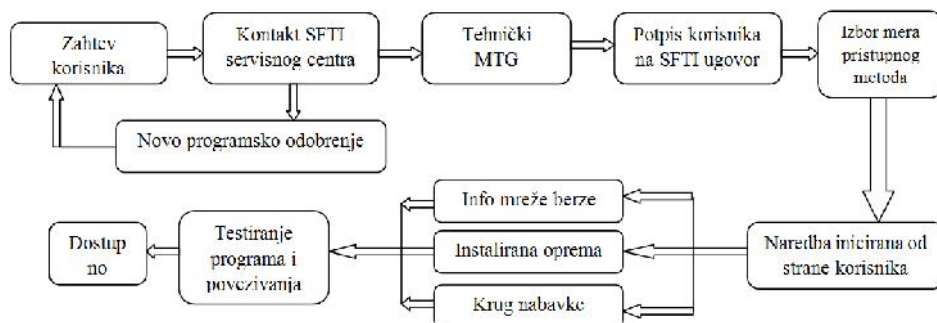 Zahtev
korisnika
Kontakt SFTI
servisnog centra
Tehnički
MTG
Potpis korisnika
na SFTI ugovor
Izbor mera
pristupnog
metoda
Novo programsko odobrenje
Info mreže berze
Instalirana oprema
Krug nabavke
Naredba inicirana od
strane korisnika
Testiranje
programa i
povezivanja
Dostup
no